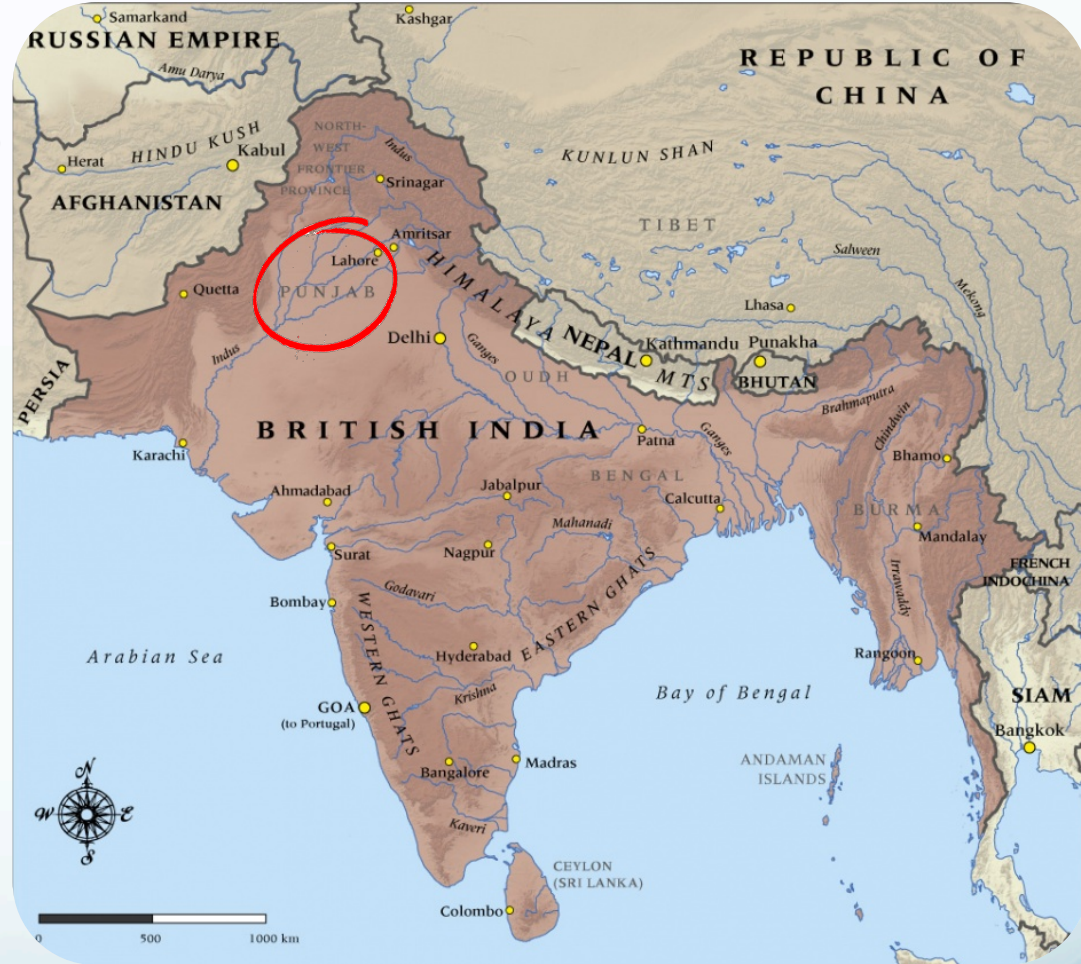 Samarkand
Kashgar
RUSSIAN EMPIRE
REPUBLIC OF
CHINA
Amu Darya
NORTH-
WEST
FRONTIER
PROVINCE
HINDU KUSH
Indus
KUNLUN SHAN
Herat
Kabul
Srinagar
AFGHANISTAN
TIBET
Amritsar
Lahore
Salween
HIMALAYA
MTS
Quetta
PUNJAB
Mekong
Lhasa
Delhi
NEPAL
Kathmandu
Punakha
Indus
Ganges
OUDH
BHUTAN
PERSIA
Brahmaputra
Chindwin
BRITISH INDIA
Patna
Ganges
Karachi
Bhamo
BENGAL
Ahmadabad
Jabalpur
Calcutta
BURMA
Mahanadi
Mandalay
Surat
Nagpur
FRENCH
INDOCHINA
Godavari
Irrawaddy
Bombay
WESTERN GHATS
EASTERN GHATS
Arabian Sea
Hyderabad
Rangoon
Krishna
Bay of Bengal
SIAM
GOA
(to Portugal)
Bangkok
Bangalore
Madras
ANDAMAN
ISLANDS
N
W
E
S
Kaveri
CEYLON
(SRI LANKA)
Colombo
0
500
1000 km